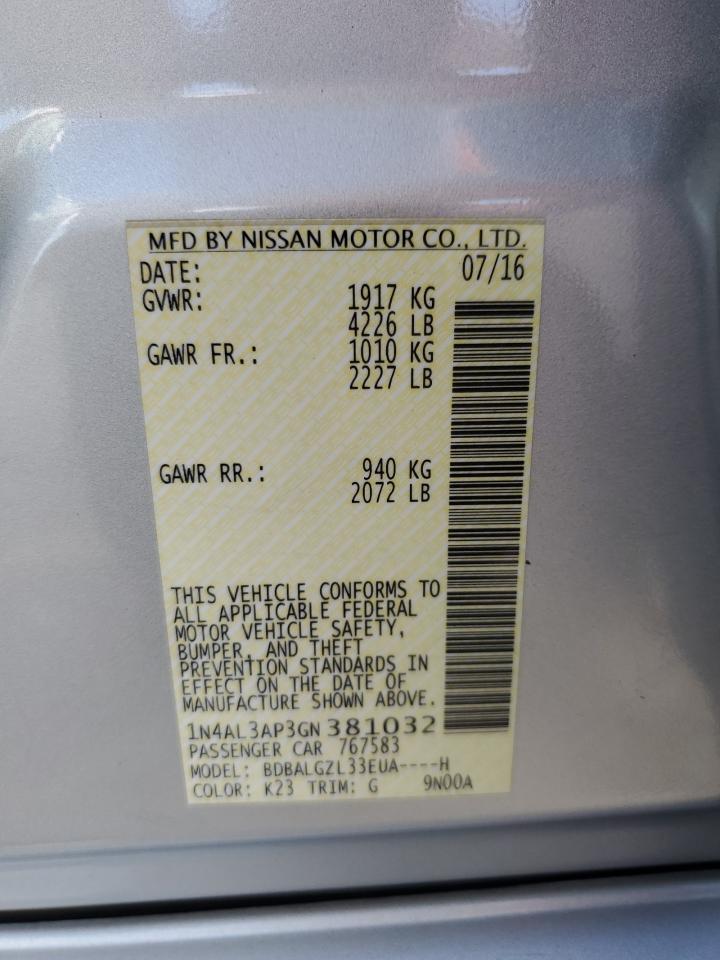 MFD BY NISSAN MOTOR CO., LTD.
DATE: 07/16
GVWR: 1917 KG
4226 LB
GAWR FR.: 1010 KG
2227 LB
GAWR RR.: 940 KG
2072 LB
THIS VEHICLE CONFORMS TO
ALL APPLICABLE FEDERAL
MOTOR VEHICLE SAFETY,
BUMPER, AND THEFT
PREVENTION STANDARDS IN
EFFECT ON THE DATE OF
MANUFACTURE SHOWN ABOVE.
1N4AL3AP3GN381032
PASSENGER CAR 767583
MODEL: BDBALGZL33EUA----H
COLOR: K23 TRIM: G 9N00A